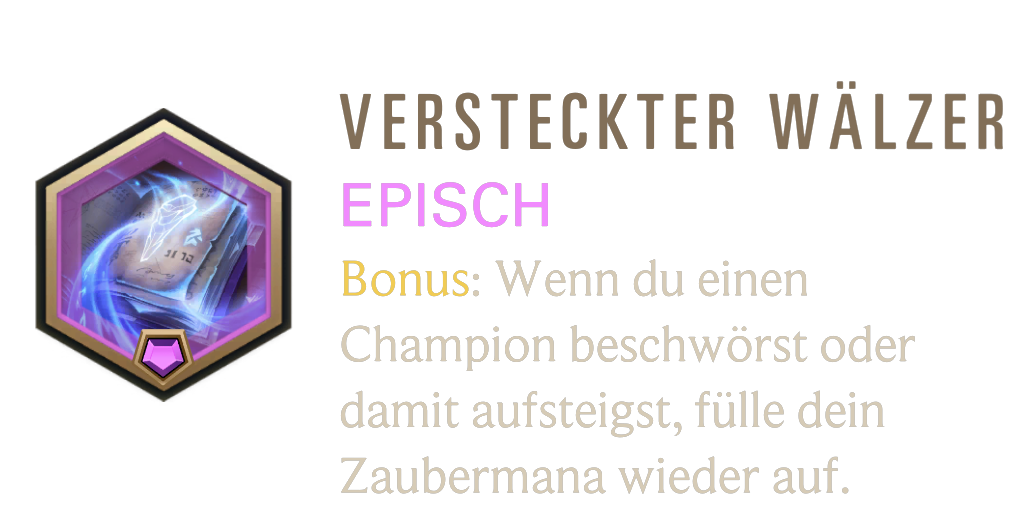 VERSTECKTER WÄLZER
EPISCH
Bonus: Wenn du einen
Champion beschwörst oder
damit aufsteigst, fülle dein
Zaubermana wieder auf.